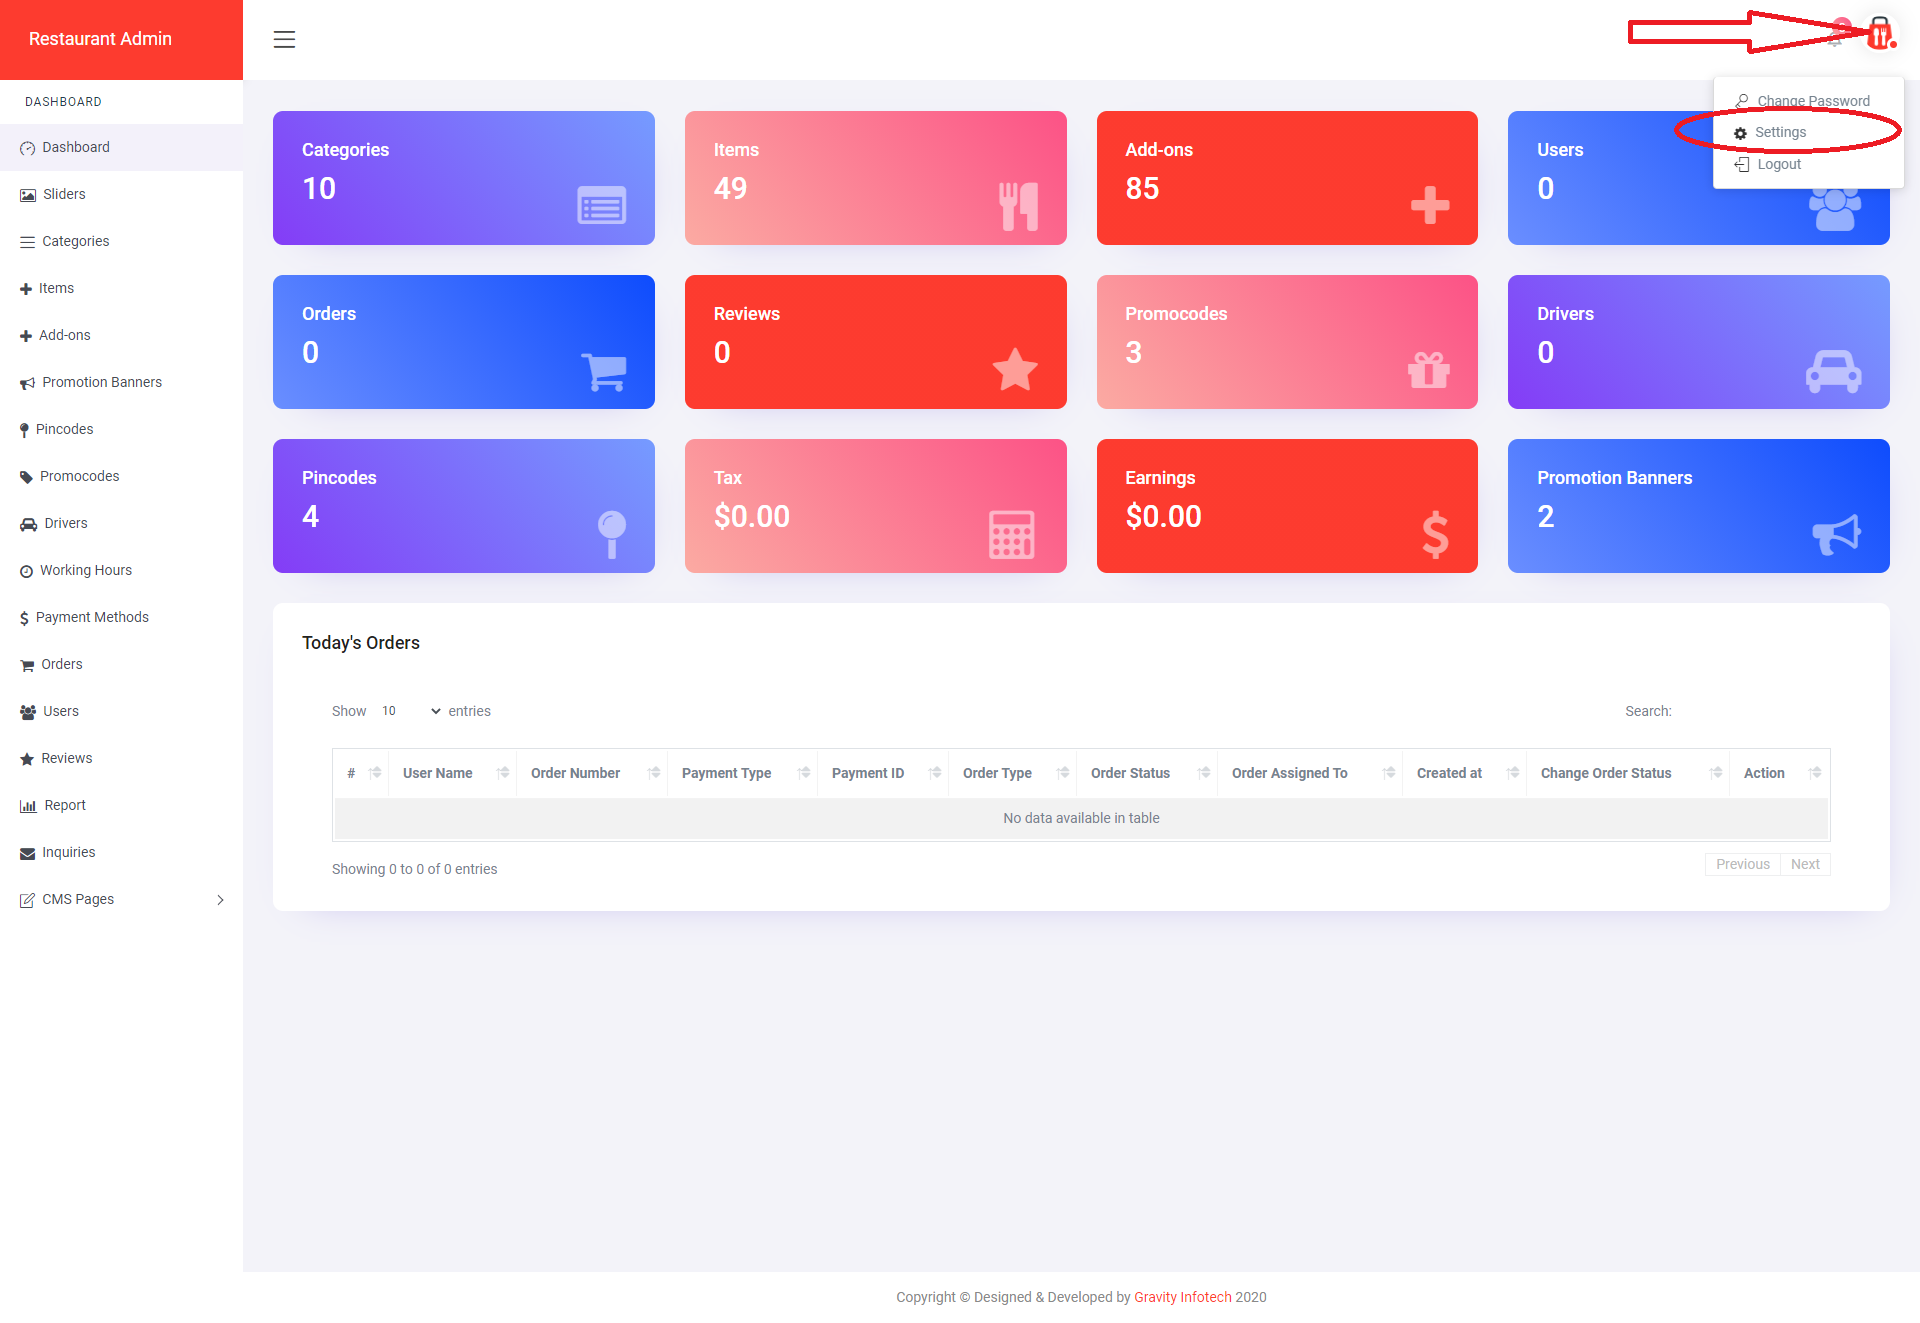 Restaurant Admin
DASHBOARD
Dashboard
Sliders
Categories
Items
Add-ons
Promotion Banners
Pincodes
Promocodes
Drivers
Working Hours
Payment Methods
Orders
Users
Reviews
Report
Inquiries
CMS Pages
Change Password
Settings
Logout
Categories
10
Items
49
Add-ons
85
Users
0
Orders
0
Reviews
0
Promocodes
3
Drivers
0
Pincodes
4
Tax
$0.00
Earnings
$0.00
Promotion Banners
2
Today's Orders
Show 10 entries
Search:
# User Name Order Number Payment Type Payment ID Order Type Order Status Order Assigned To Created at Change Order Status Action
No data available in table
Showing 0 to 0 of 0 entries
Previous Next
Copyright © Designed & Developed by Gravity Infotech 2020